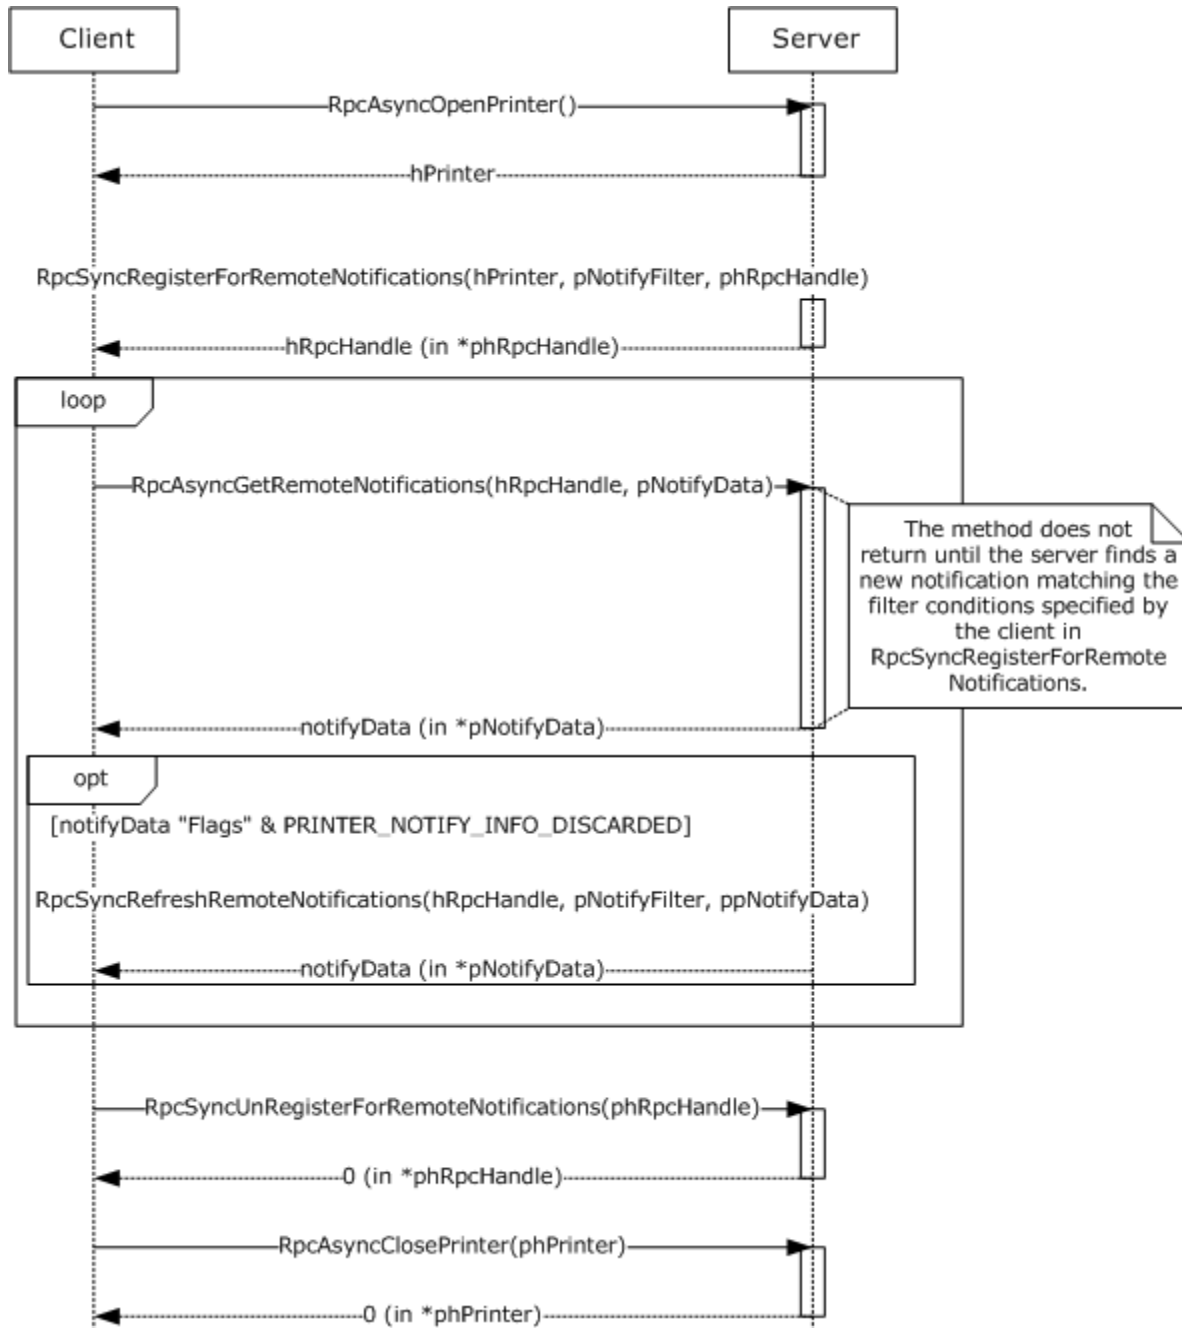 Client
Server
RpcAsyncOpenPrinter()
hPrinter
RpcSyncRegisterForRemoteNotifications(hPrinter, pNotifyFilter, phRpcHandle)
hRpcHandle (in *phRpcHandle)
loop
RpcAsyncGetRemoteNotifications(hRpcHandle, pNotifyData)
The method does not
return until the server finds a
new notification matching the
filter conditions specified by
the client in
RpcSyncRegisterForRemote
Notifications.
notifyData (in *pNotifyData)
opt
[notifyData "Flags" & PRINTER_NOTIFY_INFO_DISCARDED]
RpcSyncRefreshRemoteNotifications(hRpcHandle, pNotifyFilter, ppNotifyData)
notifyData (in *pNotifyData)
RpcSyncUnRegisterForRemoteNotifications(phRpcHandle)
0 (in *phRpcHandle)
RpcAsyncClosePrinter(phPrinter)
0 (in *phPrinter)